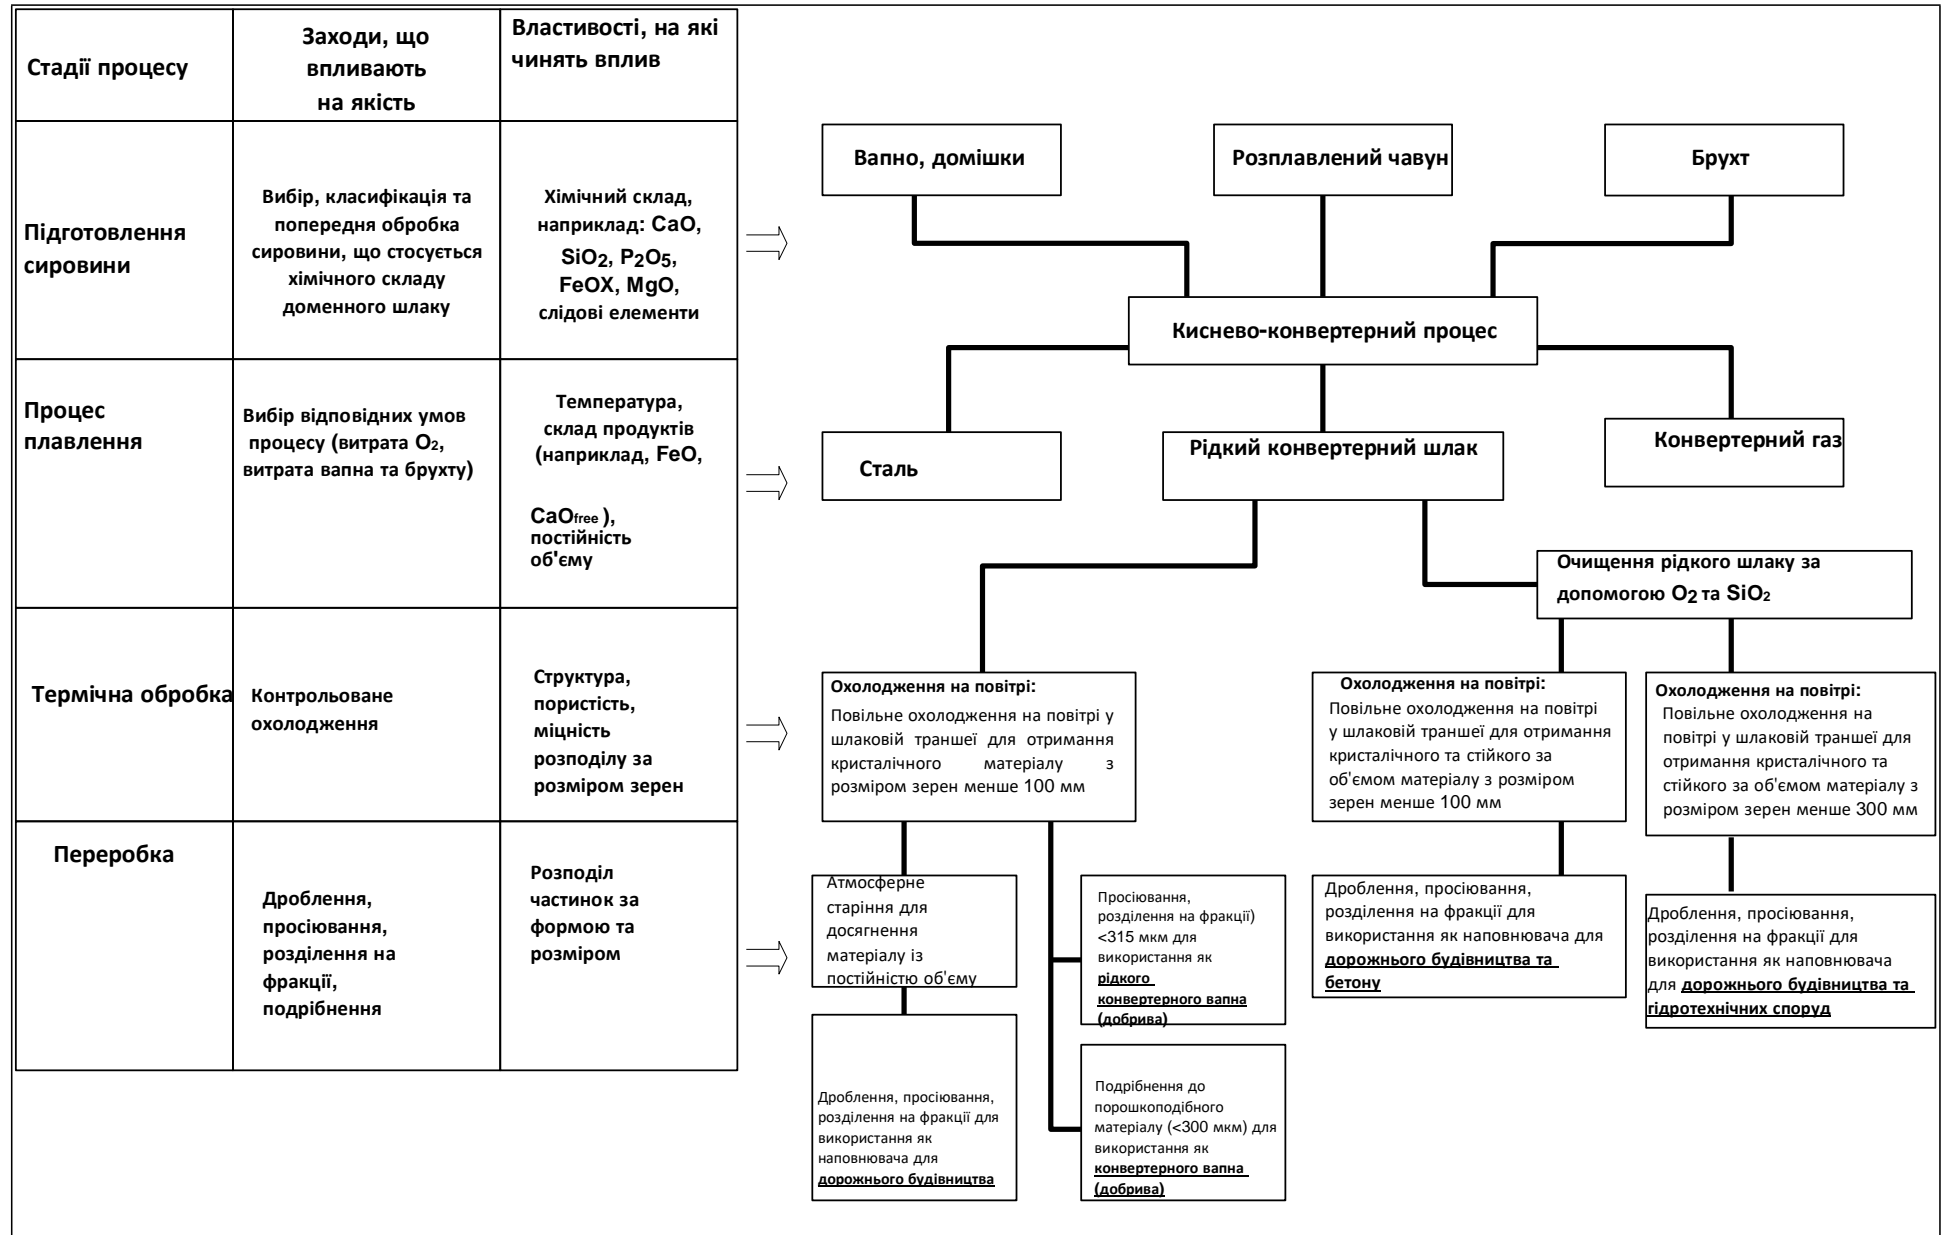 Стадії процесу
Заходи, що
впливають
на якість
Властивості, на які
чинять вплив
Підготовлення
сировини
Вибір, класифікація та
попередня обробка
сировини, що стосується
хімічного складу
доменного шлаку
Хімічний склад,
наприклад: CaO,
SiO2, P2O5,
FeOX, MgO,
слідові елементи
Вапно, домішки
Розплавлений чавун
Брухт
Киснево-конвертерний процес
Процес
плавлення
Вибір відповідних умов
процесу (витрата O2,
витрата вапна та брухту)
Температура,
склад продуктів
(наприклад, FeO,
CaOfree ),
постійність
об'єму
Сталь
Рідкий конвертерний шлак
Конвертерний газ
Очищення рідкого шлаку за
допомогою O2 та SiO2
Термічна обробка
Контрольоване
охолодження
Структура,
пористість,
міцність
розподілу за
розміром зерен
Охолодження на повітрі:
Повільне охолодження на повітрі у
шлаковій траншеї для отримання
кристалічного матеріалу з
розміром зерен менше 100 мм
Охолодження на повітрі:
Повільне охолодження на повітрі
у шлаковій траншеї для отримання
кристалічного та стійкого за
об'ємом матеріалу з розміром
зерен менше 100 мм
Охолодження на повітрі:
Повільне охолодження на
повітрі у шлаковій траншеї для
отримання кристалічного та
стійкого за об'ємом матеріалу з
розміром зерен менше 300 мм
Переробка
Дроблення,
просіювання,
розділення на
фракції,
подрібнення
Розподіл
частинок за
формою та
розміром
Атмосферне
старіння для
досягнення
матеріалу із
постійністю об'єму
Просіювання,
розділення на фракції)
<315 мкм для
використання як
рідкого
конвертерного вапна
(добрива)
Дроблення, просіювання,
розділення на фракції для
використання як наповнювача для
дорожнього будівництва та
бетону
Дроблення, просіювання,
розділення на фракції для
використання як наповнювача
для дорожнього будівництва та
гідротехнічних споруд
Дроблення, просіювання,
розділення на фракції для
використання як
наповнювача для
дорожнього будівництва
Подрібнення до
порошкоподібного
матеріалу (<300 мкм) для
використання як
конвертерного вапна
(добрива)